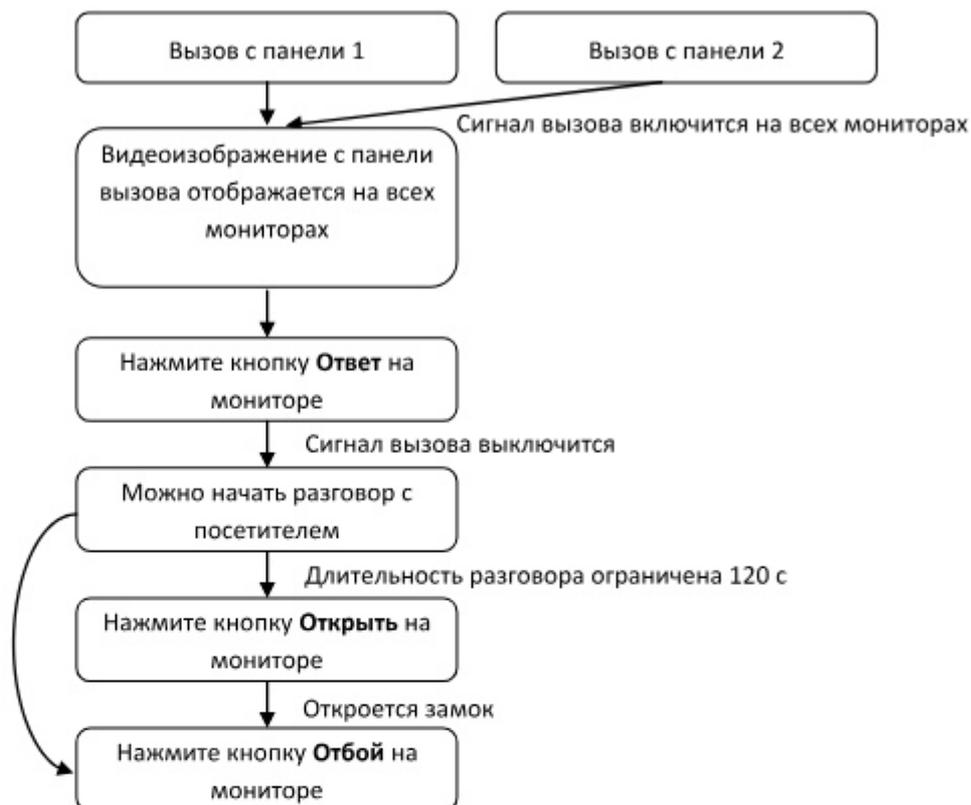 Вызов с панели 1
Вызов с панели 2
Сигнал вызова включится на всех мониторах
Видеоизображение с панели
вызова отображается на всех
мониторах
Нажмите кнопку Ответ на
мониторе
Сигнал вызова выключится
Можно начать разговор с
посетителем
Длительность разговора ограничена 120 с
Нажмите кнопку Открыть на
мониторе
Откроется замок
Нажмите кнопку Отбой на
мониторе